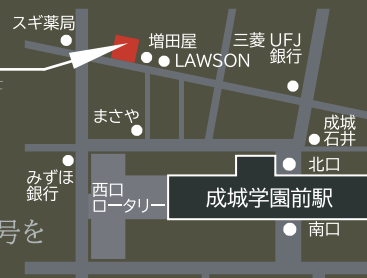 スギ薬局
増田屋
LAWSON
三菱 UFJ
銀行
まさや
成城
石井
みずほ
銀行
西口
ロータリー
北口
成城学園前駅
南口
号を